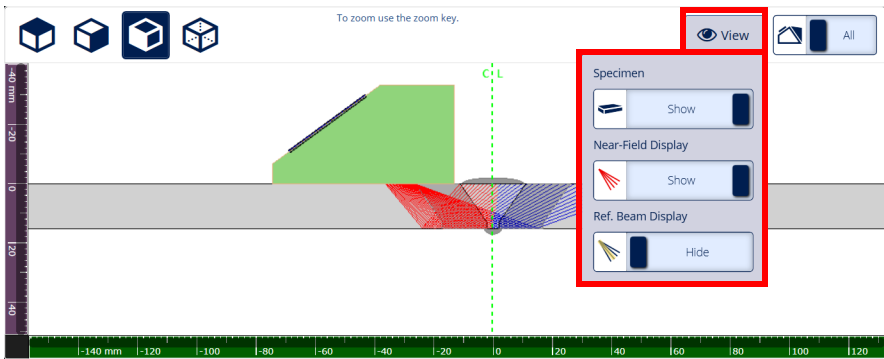 To zoom use the zoom key.
View
All
Specimen
Show
Near-Field Display
Show
Ref. Beam Display
Hide
C L
-40 mm
-20
0
20
40
-140 mm -120 -100 -80 -60 -40 -20 0 20 40 60 80 100 120